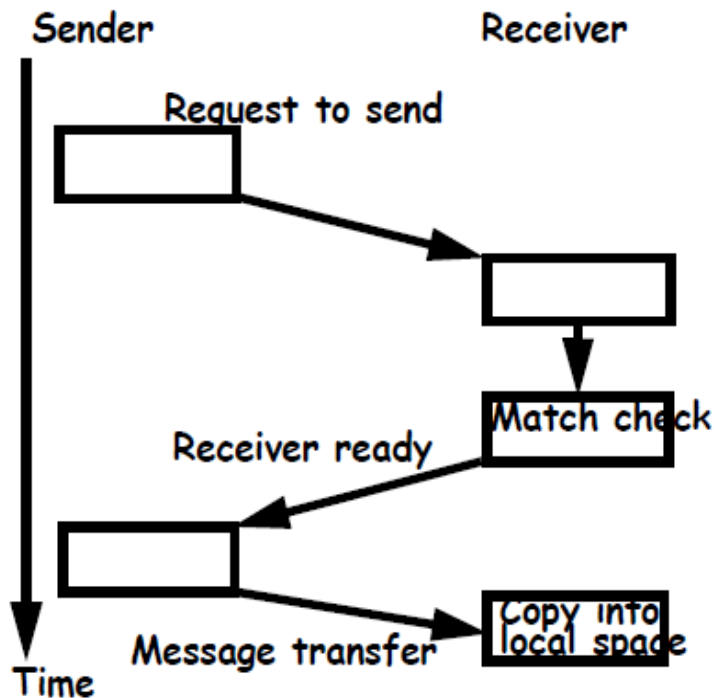 Sender
Receiver
Request to send
Match check
Receiver ready
Copy into
local space
Message transfer
Time